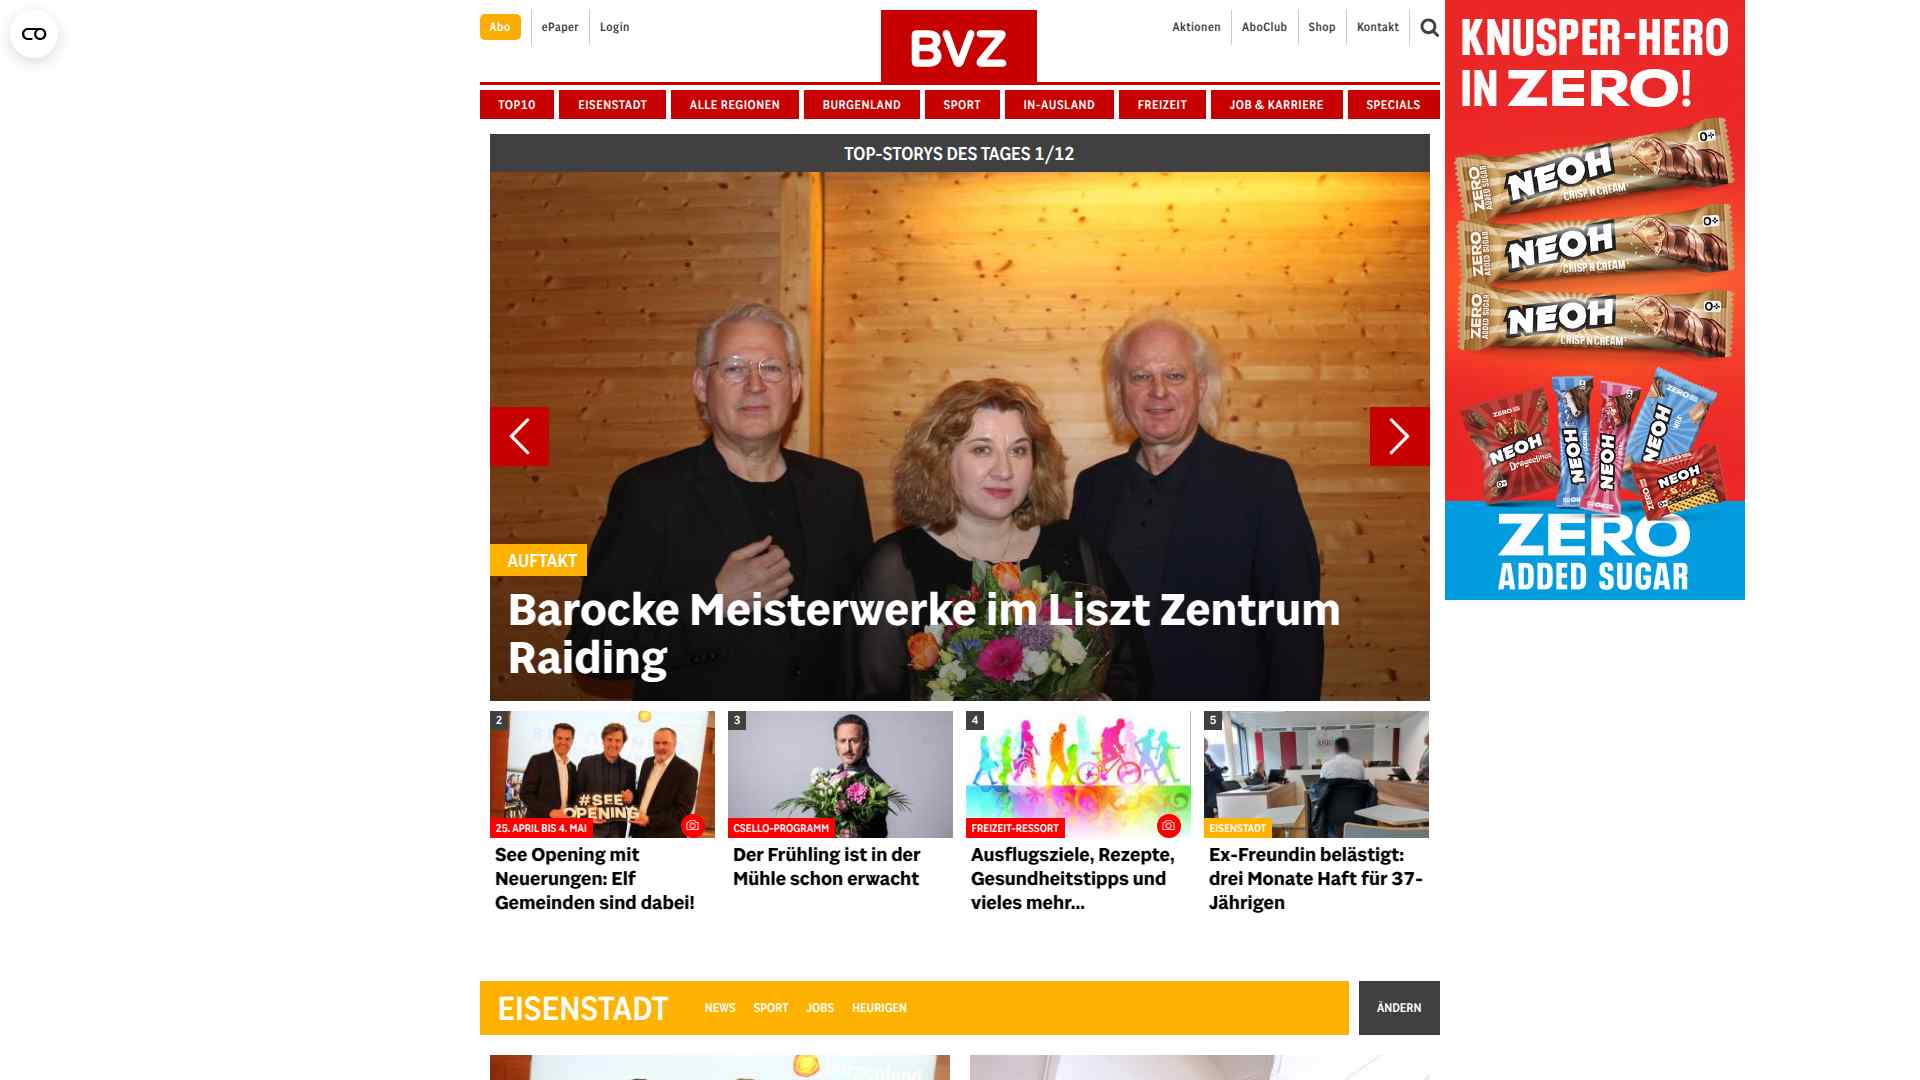 Abo
ePaper
Login
BVZ
Aktionen
AboClub
Shop
Kontakt
TOP10
EISENSTADT
ALLE REGIONEN
BURGENLAND
SPORT
IN-AUSLAND
FREIZEIT
JOB & KARRIERE
SPECIALS
TOP-STORYS DES TAGES 1/12
AUFTAKT
Barocke Meisterwerke im Liszt Zentrum
Raiding
2
#SEE
OPENING
25. APRIL BIS 4. MAI
See Opening mit
Neuerungen: Elf
Gemeinden sind dabei!
3
CSELLO-PROGRAMM
Der Frühling ist in der
Mühle schon erwacht
4
FREIZEIT-RESSORT
Ausflugsziele, Rezepte,
Gesundheitstipps und
vieles mehr...
5
EISENSTADT
Ex-Freundin belästigt:
drei Monate Haft für 37-
Jährigen
EISENSTADT
NEWS
SPORT
JOBS
HEURIGEN
ÄNDERN
KNUSPER-HERO
IN ZERO!
ZERO
ADDED SUGAR
NEOH
CRISP'N CREAM
ZERO
ADDED SUGAR
NEOH
CRISP'N CREAM
ZERO
ADDED SUGAR
NEOH
CRISP'N CREAM
NEOH
NEOH
NEOH
NEOH
NEOH
ZERO
ADDED SUGAR